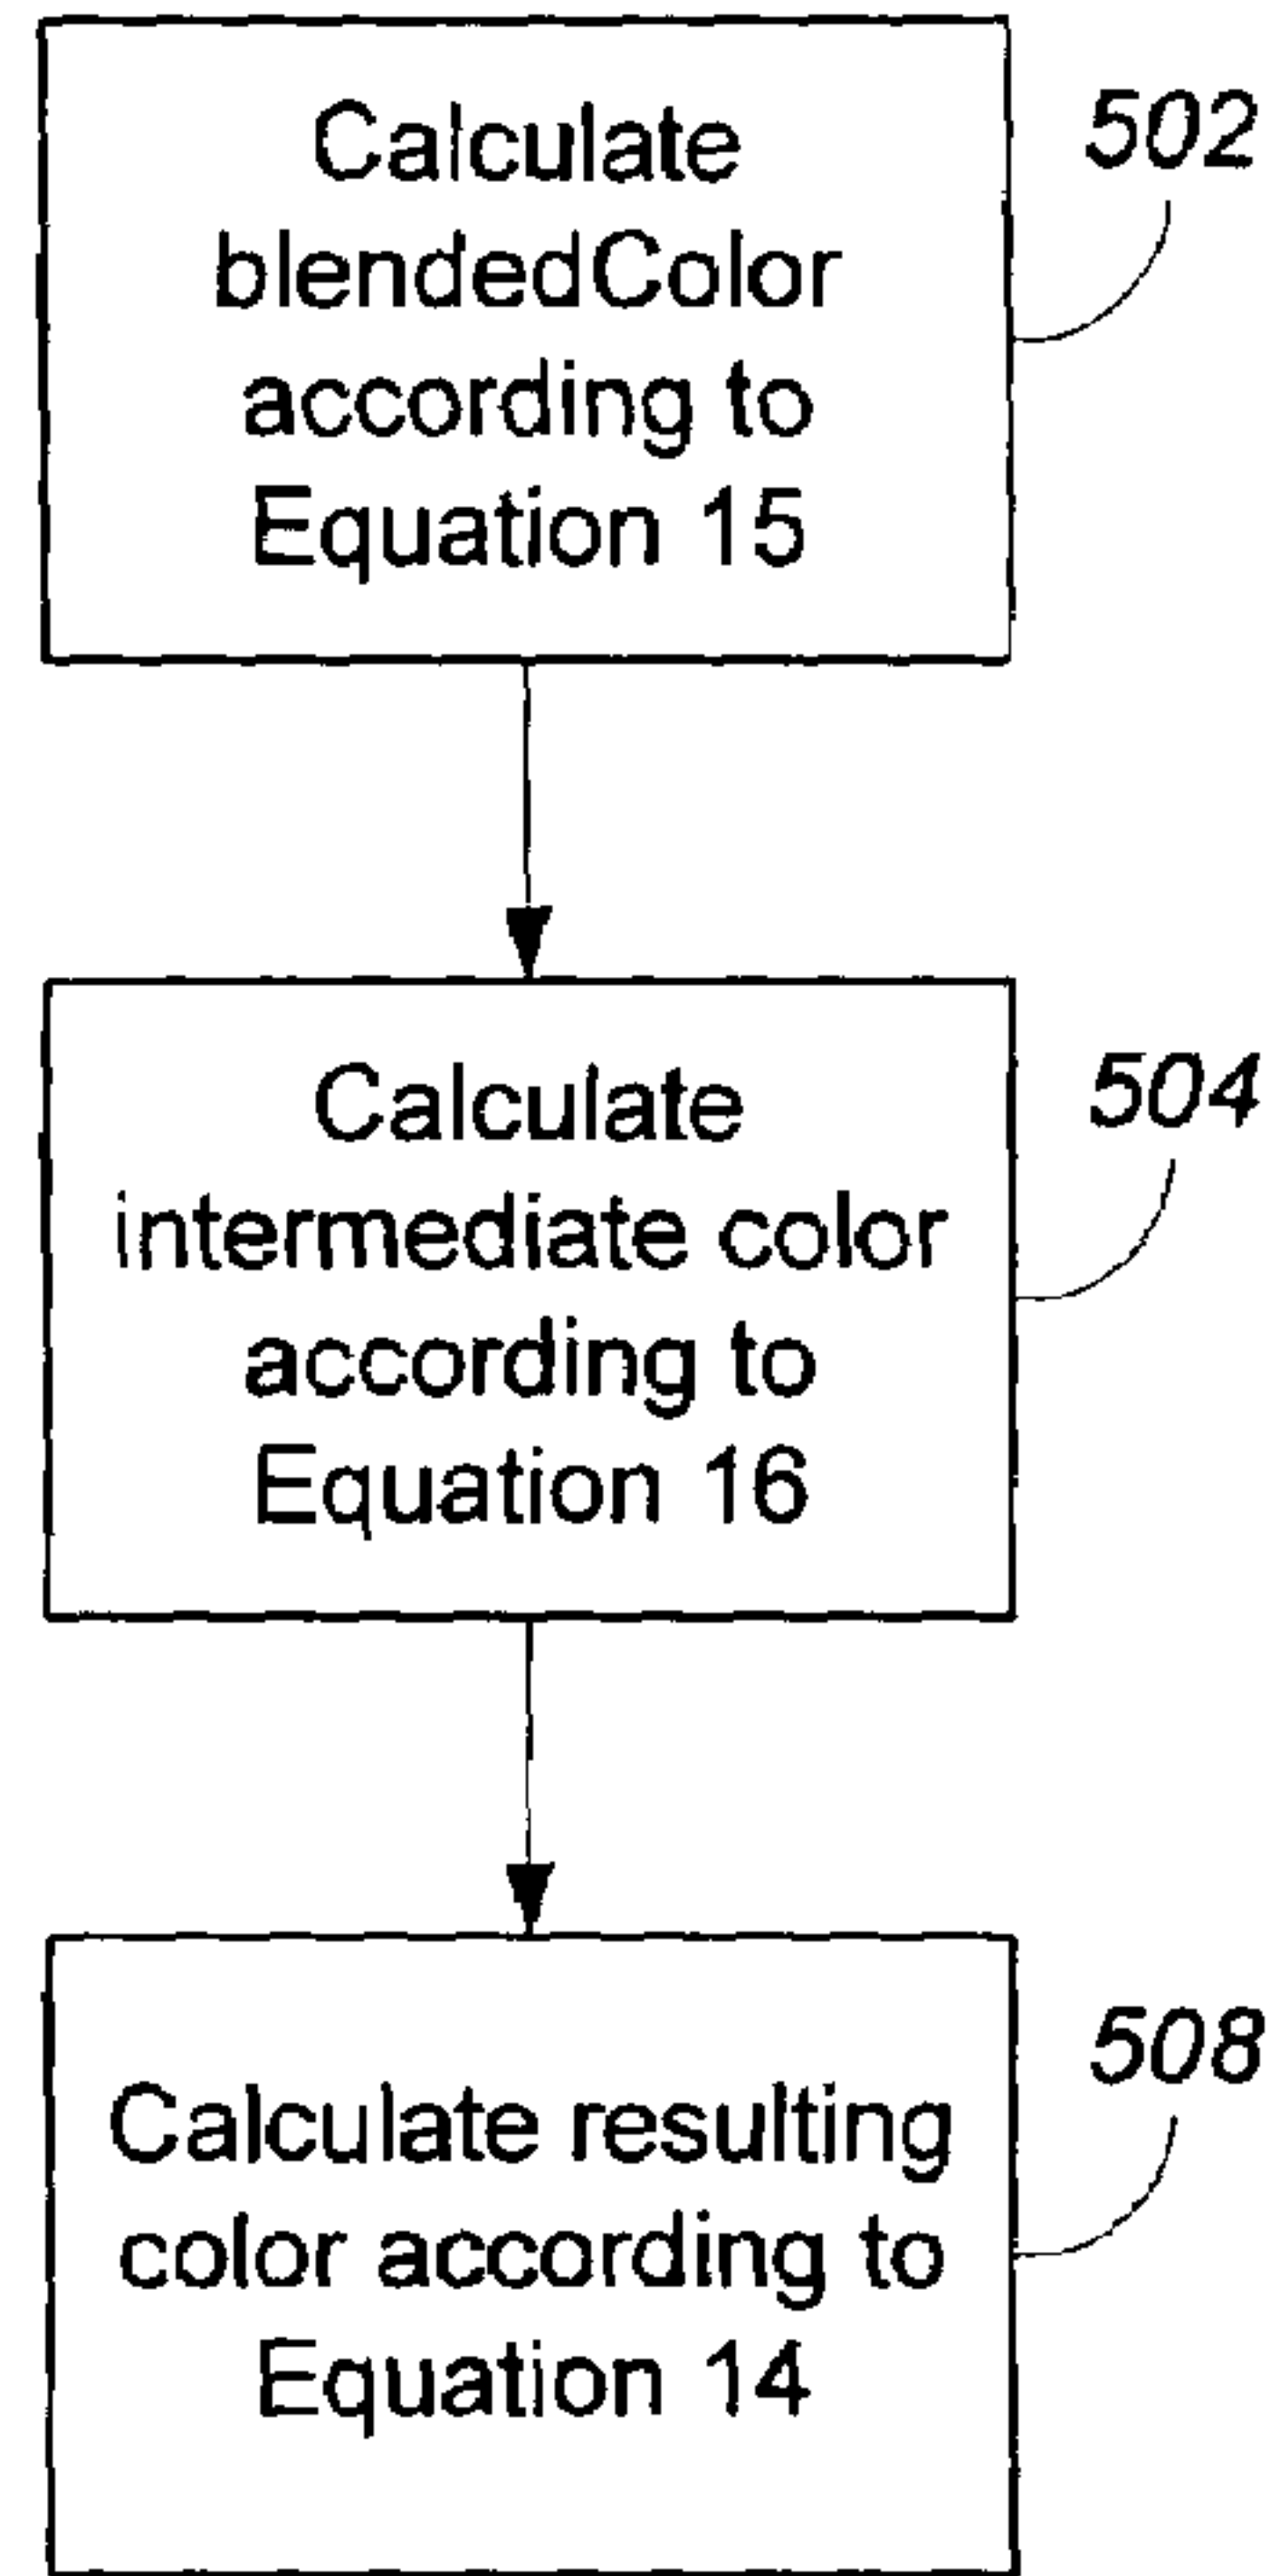 Calculate
blendedColor
according to
Equation 15
502
Calculate
intermediate color
according to
Equation 16
504
Calculate resulting
color according to
Equation 14
508